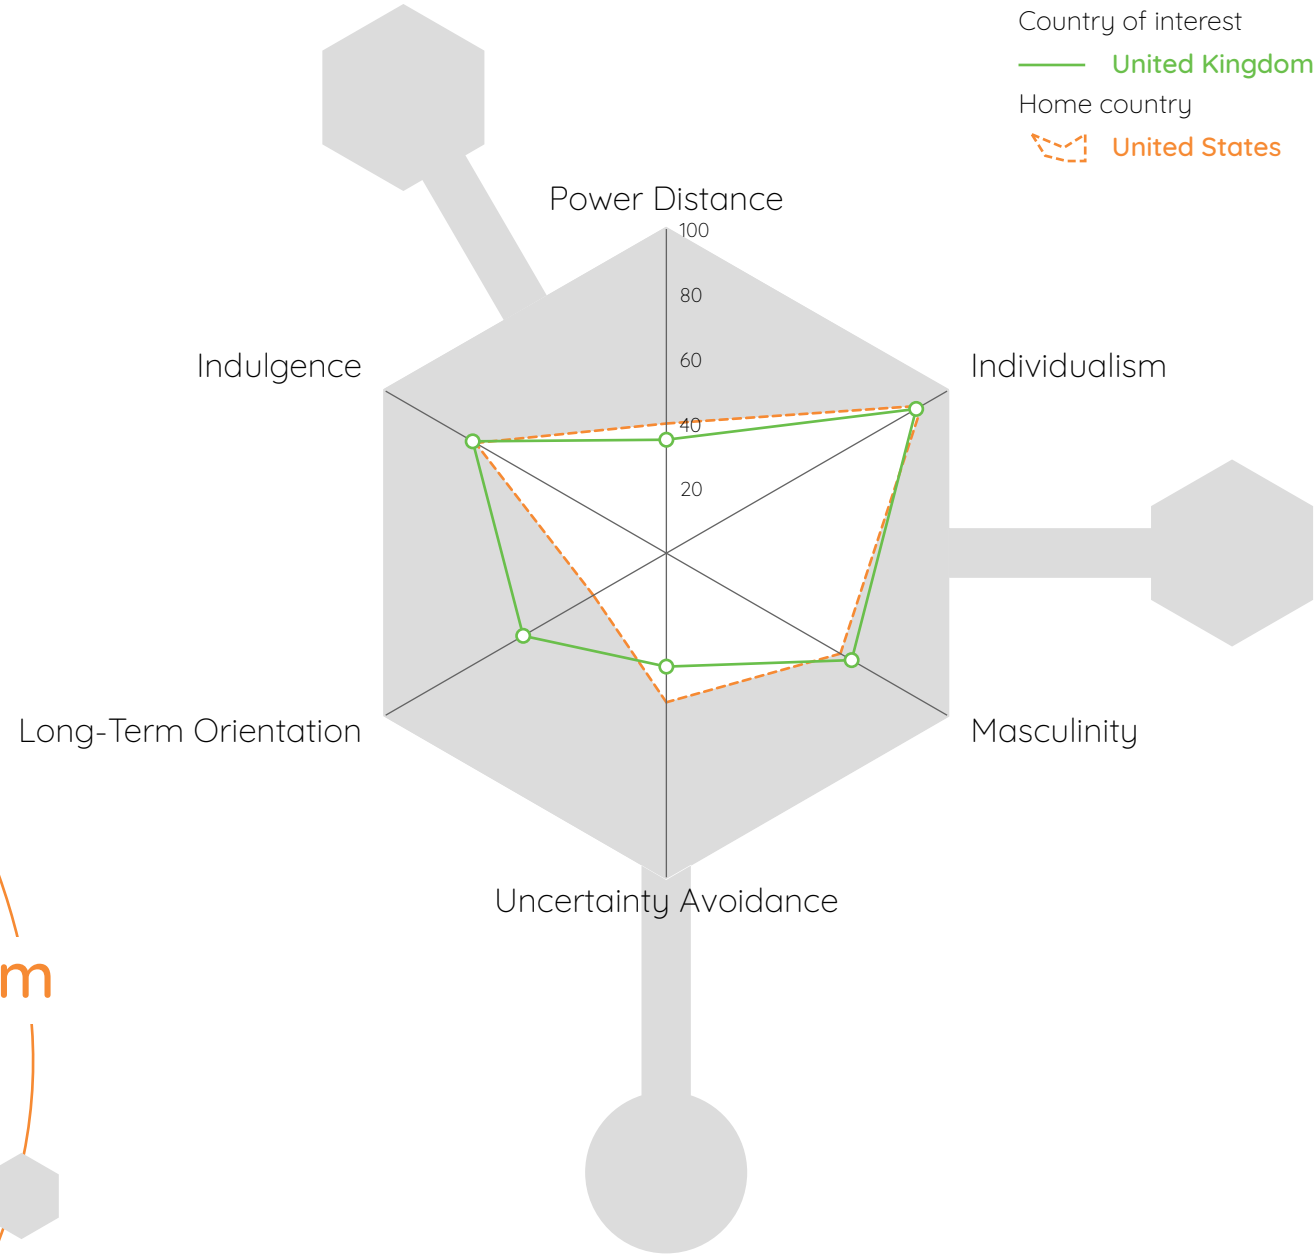 Country of interest
United Kingdom
Home country
United States
Power Distance
100
80
60
40
20
Indulgence
Individualism
Long-Term Orientation
Masculinity
Uncertainty Avoidance
m